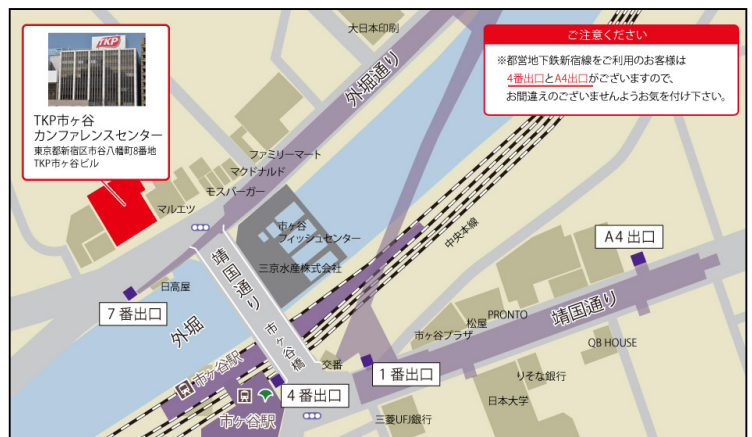 TKP
TKP市ヶ谷
カンファレンスセンター
東京都新宿区市谷八幡町8番地
TKP市ヶ谷ビル
大日本印刷
外堀通り
ご注意ください
※都営地下鉄新宿線をご利用のお客様は
4番出口とA4出口がございますので、
お間違えのございませんようお気を付け下さい。
ファミリーマート
マクドナルド
モスバーガー
マルエツ
市ヶ谷
フィッシュセンター
三京水産株式会社
中央本線
A4出口
靖国通り
日高屋
7番出口
外堀
市ヶ谷橋
靖国通り
PRONTO
松屋
市ヶ谷プラザ
QB HOUSE
市ヶ谷駅
交番
1番出口
りそな銀行
4番出口
日本大学
市ヶ谷駅
三菱UFJ銀行